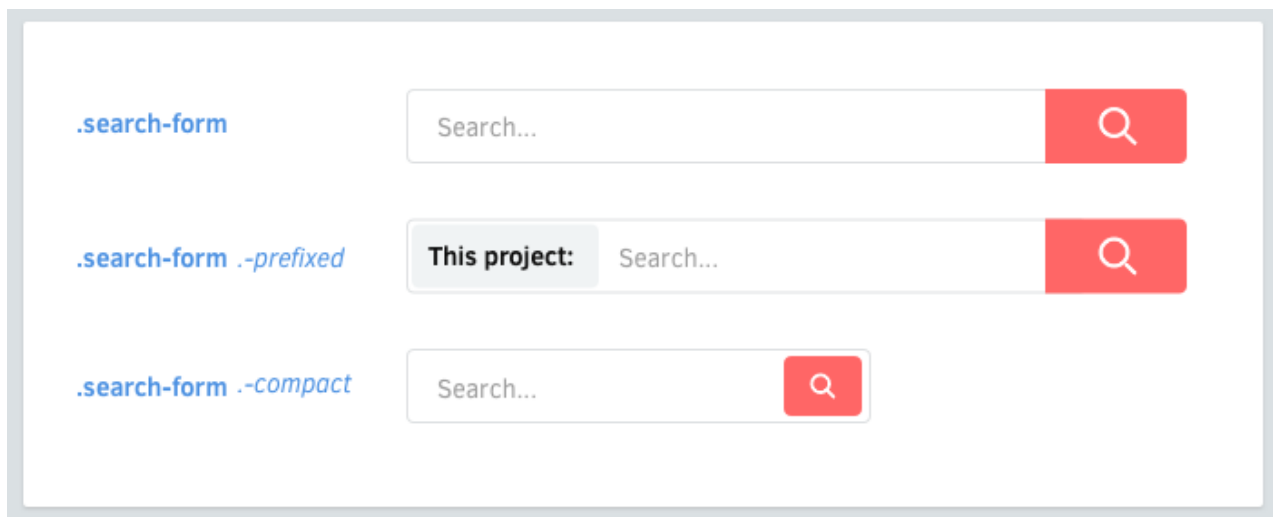 .search-form Search...
.search-form .-prefixed This project: Search...
.search-form .-compact Search...